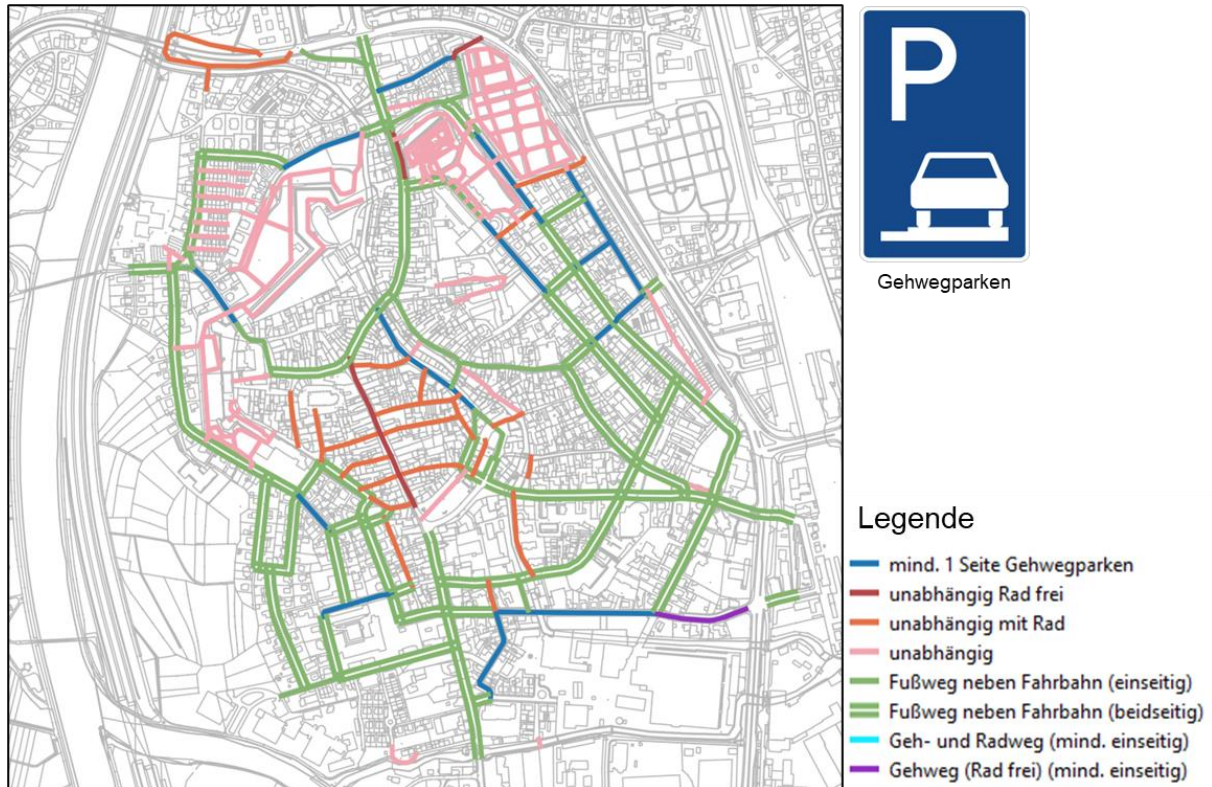 P
Gehwegparken
Legende
mind. 1 Seite Gehwegparken
unabhängig Rad frei
unabhängig mit Rad
unabhängig
Fußweg neben Fahrbahn (einseitig)
Fußweg neben Fahrbahn (beidseitig)
Geh- und Radweg (mind. einseitig)
Gehweg (Rad frei) (mind. einseitig)